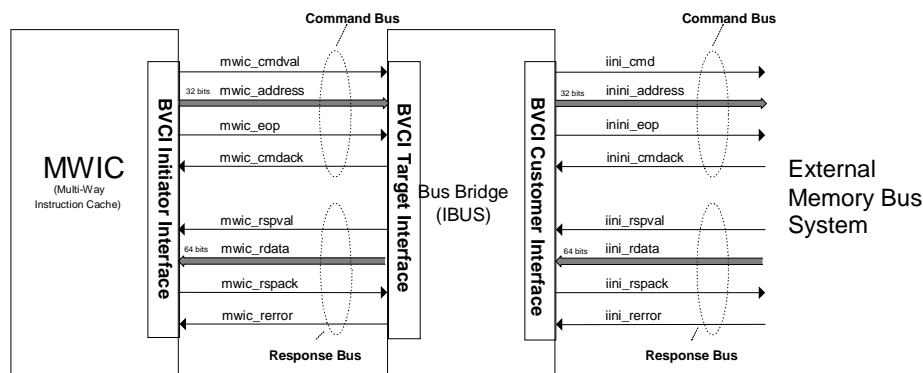 Command Bus
Command Bus
mwic_cmdval
32 bits
mwic_address
mwic_eop
mwic_cmdack
mwic_rspval
64 bits
mwic_rdata
mwic_rspack
mwic_rerror
iini_cmd
32 bits
inini_address
inini_eop
inini_cmdack
iini_rspval
64 bits
iini_rdata
iini_rspack
iini_rerror
MWIC
(Multi-Way
Instruction Cache)
BVCI Initiator Interface
BVCI Target Interface
Bus Bridge
(IBUS)
BVCI Customer Interface
External
Memory Bus
System
Response Bus
Response Bus